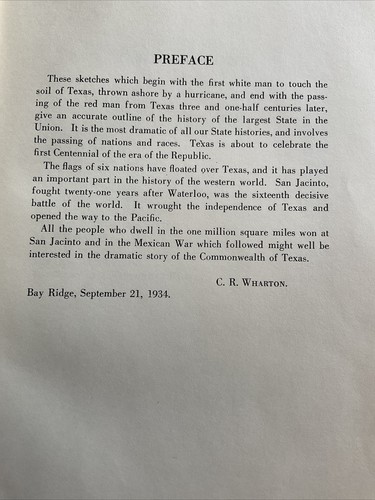 PREFACE
These sketches which begin with the first white man to touch the
soil of Texas, thrown ashore by a hurricane, and end with the pass-
ing of the red man from Texas three and one-half centuries later,
give an accurate outline of the history of the largest State in the
Union. It is the most dramatic of all our State histories, and involves
the passing of nations and races. Texas is about to celebrate the
first Centennial of the era of the Republic.
The flags of six nations have floated over Texas, and it has played
an important part in the history of the western world. San Jacinto,
fought twenty-one years after Waterloo, was the sixteenth decisive
battle of the world. It wrought the independence of Texas and
opened the way to the Pacific.
All the people who dwell in the one million square miles won at
San Jacinto and in the Mexican War which followed might well be
interested in the dramatic story of the Commonwealth of Texas.
C. R. WHARTON.
Bay Ridge, September 21, 1934.